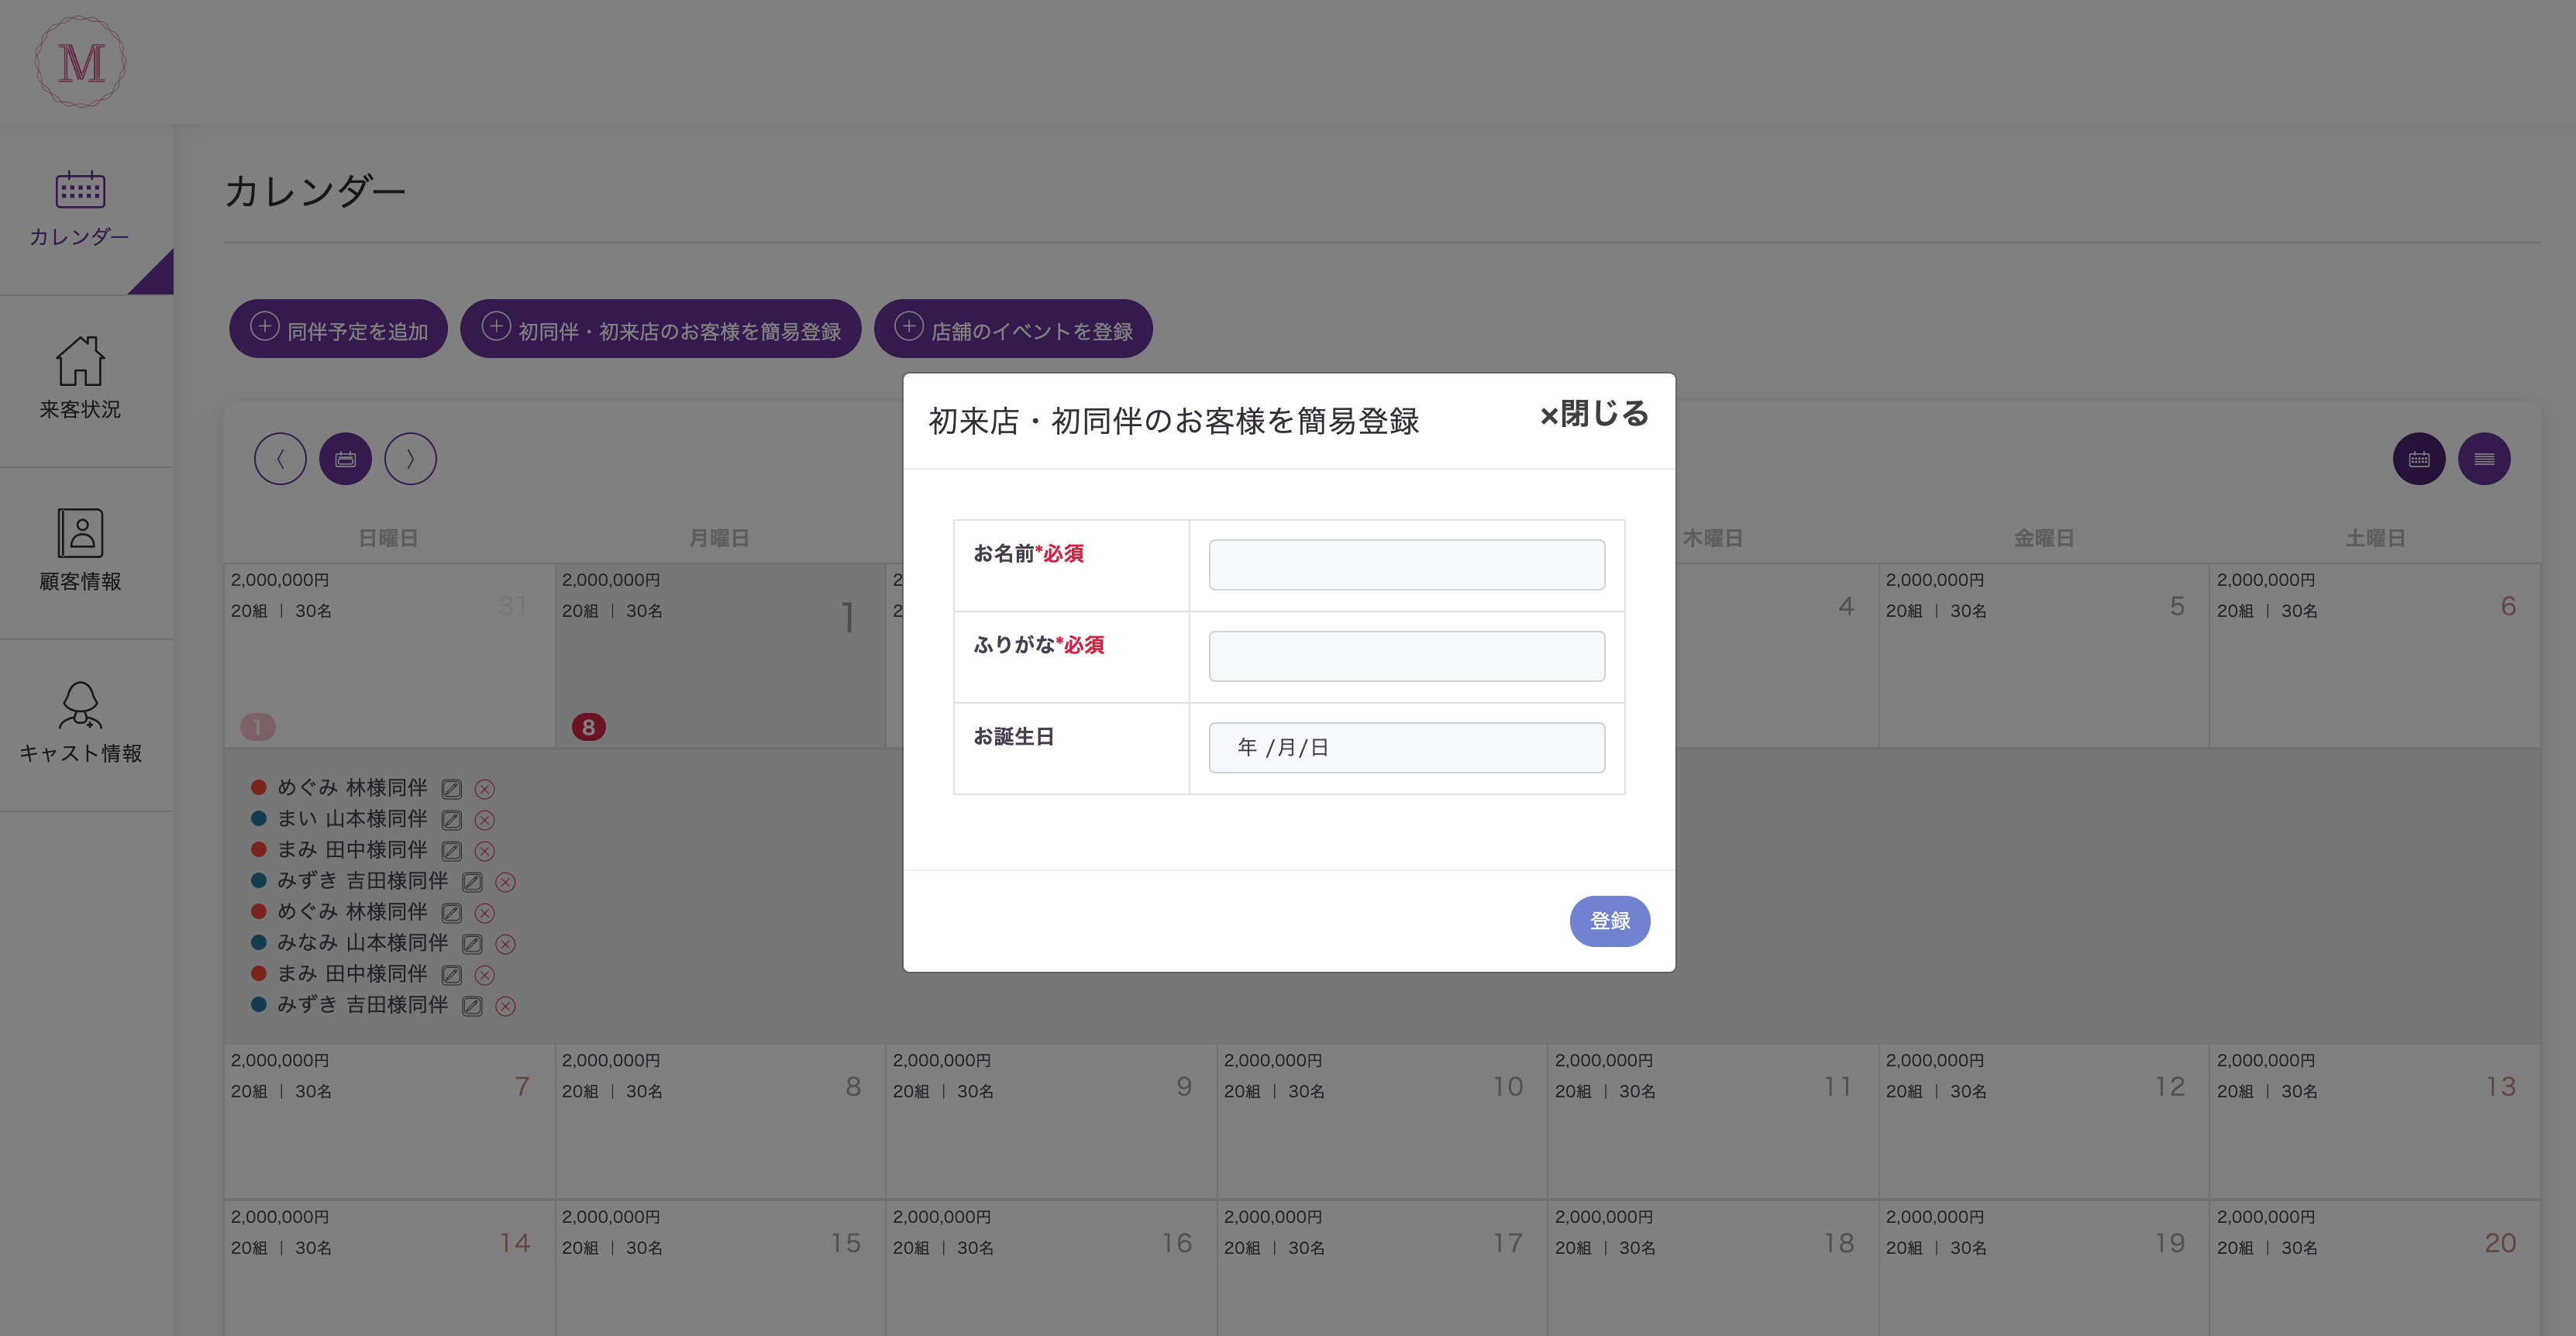 M
カレンダー
来客状況
顧客情報
キャスト情報
カレンダー
同伴予定を追加 初同伴・初来店のお客様を簡易登録 店舗のイベントを登録
初来店・初同伴のお客様を簡易登録 ×閉じる
お名前*必須
ふりがな*必須
お誕生日 年 /月/日
登録
日曜日 月曜日 木曜日 金曜日 土曜日
2,000,000円 2,000,000円 2 2,000,000円 2,000,000円
20組 | 30名 31 20組 | 30名 1 2 4 20組 | 30名 5 20組 | 30名 6
1 8
めぐみ 林様同伴
まい 山本様同伴
まみ 田中様同伴
みずき 吉田様同伴
めぐみ 林様同伴
みなみ 山本様同伴
まみ 田中様同伴
みずき 吉田様同伴
2,000,000円 2,000,000円 2,000,000円 2,000,000円 2,000,000円 2,000,000円 2,000,000円
20組 | 30名 7 20組 | 30名 8 20組 | 30名 9 20組 | 30名 10 20組 | 30名 11 20組 | 30名 12 20組 | 30名 13
2,000,000円 2,000,000円 2,000,000円 2,000,000円 2,000,000円 2,000,000円 2,000,000円
20組 | 30名 14 20組 | 30名 15 20組 | 30名 16 20組 | 30名 17 20組 | 30名 18 20組 | 30名 19 20組 | 30名 20